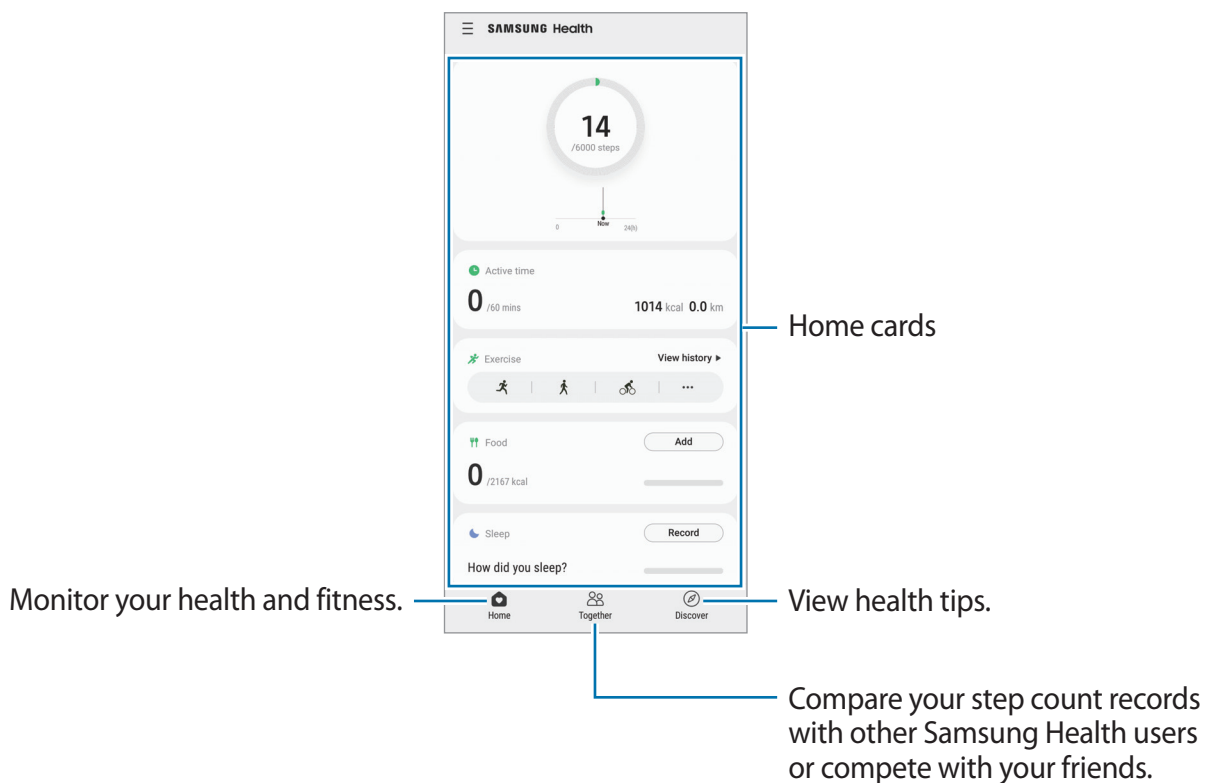 SAMSUNG Health
14
/6000 steps
Now
0 24(h)
Active time
0 /60 mins 1014 kcal 0.0 km
Exercise View history
Food Add
0 /2167 kcal
Sleep Record
How did you sleep?
Home Together Discover
Home cards
Monitor your health and fitness.
View health tips.
Compare your step count records
with other Samsung Health users
or compete with your friends.